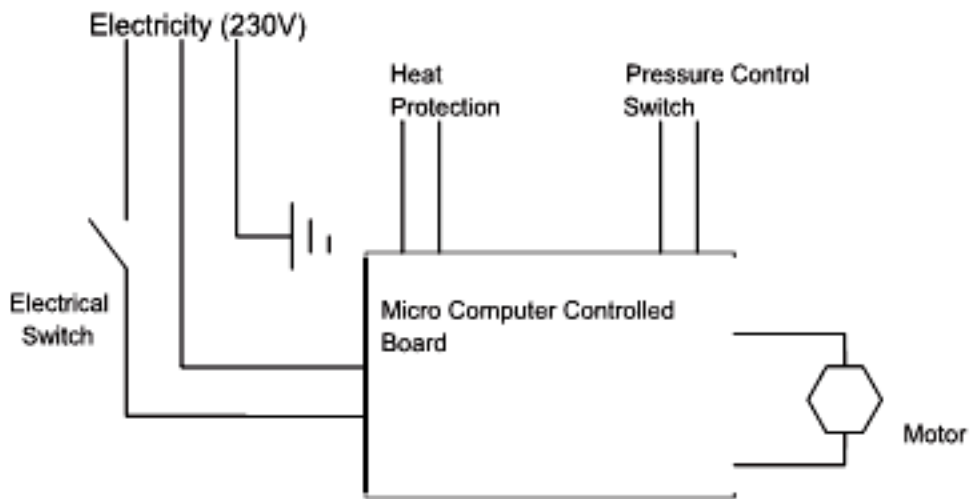 Electricity (230V)
Heat
Protection
Pressure Control
Switch
Electrical
Switch
Micro Computer Controlled
Board
Motor